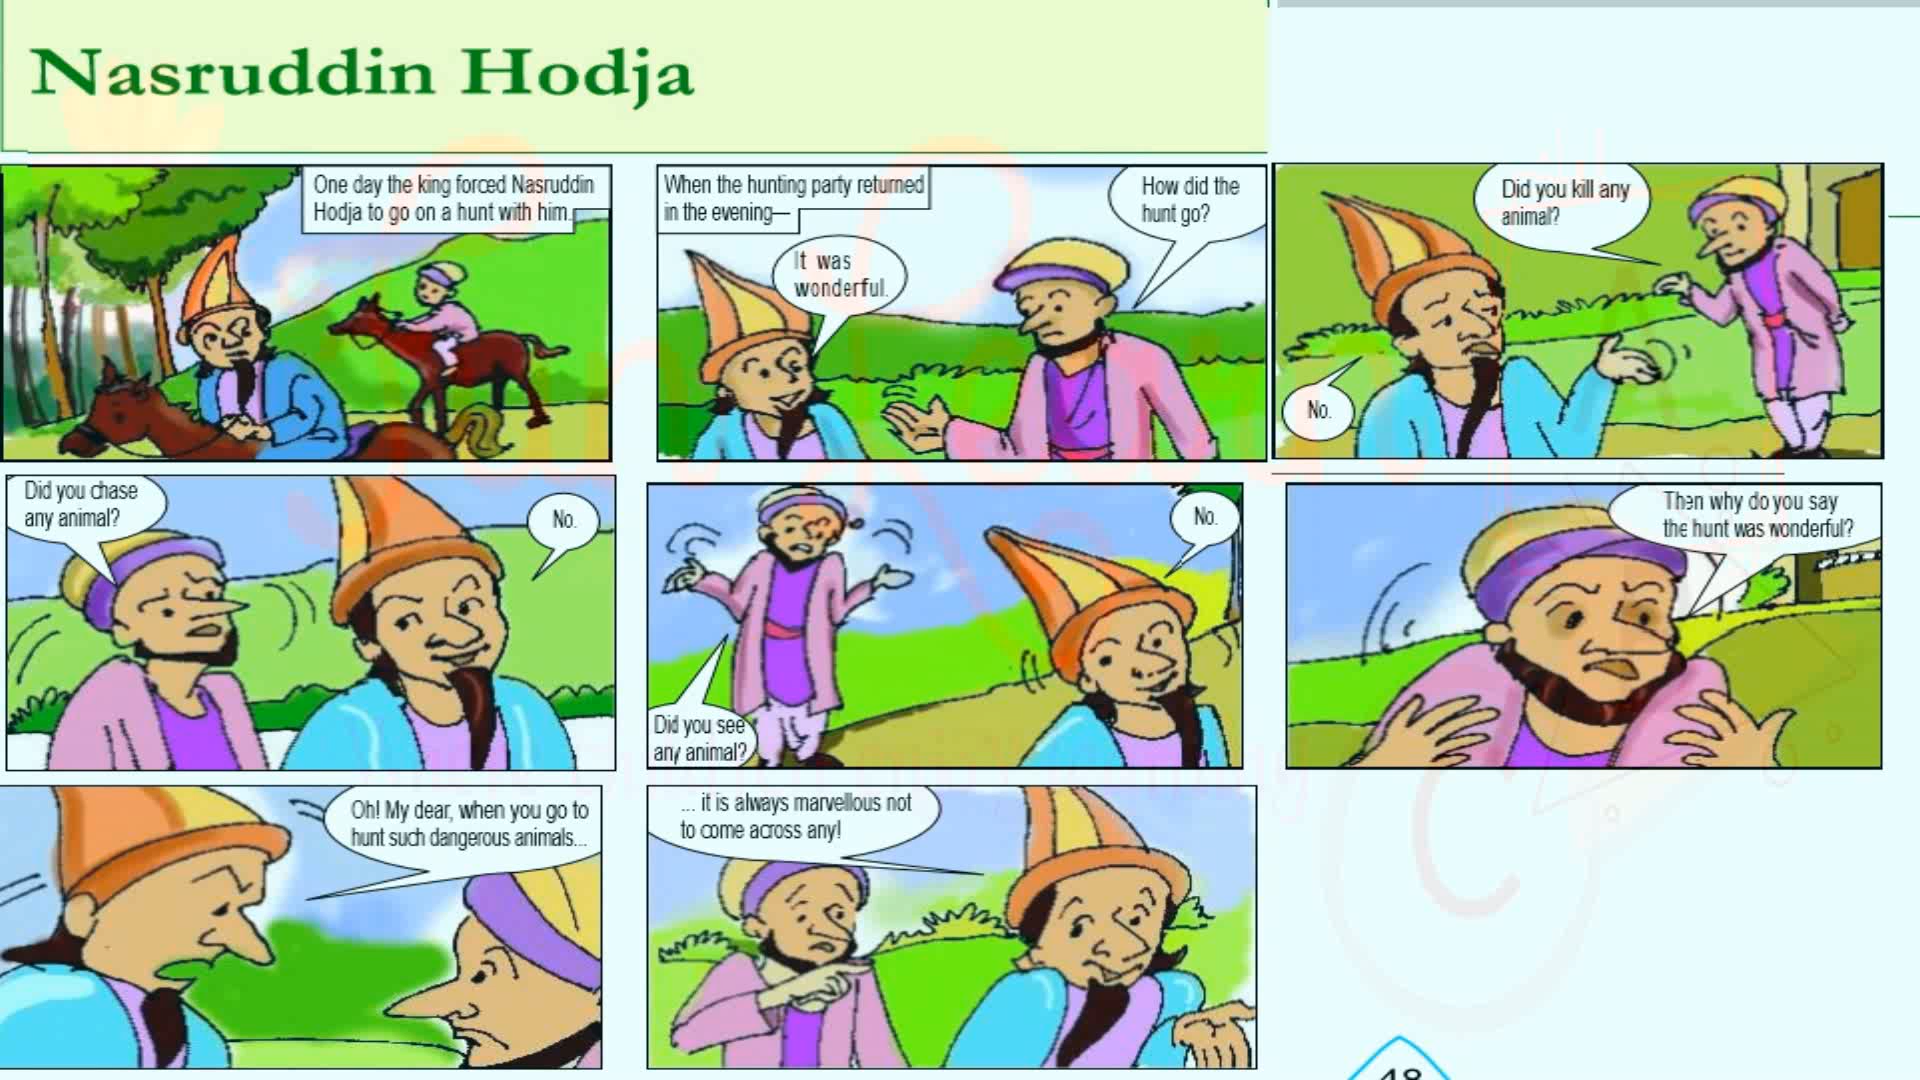 Nasruddin Hodja
One day the king forced Nasruddin
Hodja to go on a hunt with him.
When the hunting party returned
in the evening—
How did the
hunt go?
It was
wonderful.
Did you kill any
animal?
No.
Did you chase
any animal?
No.
Did you see
any animal?
No.
Then why do you say
the hunt was wonderful?
Oh! My dear, when you go to
hunt such dangerous animals...
... it is always marvellous not
to come across any!
48